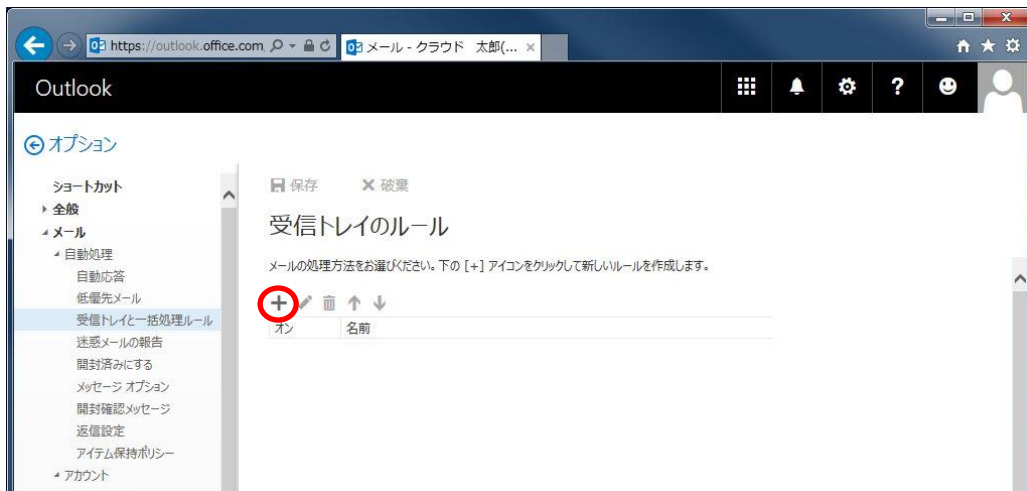 https://outlook.office.com
メール - クラウド 太郎(...
Outlook
?
オプション
ショートカット
全般
メール
自動処理
自動応答
低優先メール
受信トレイと一括処理ルール
迷惑メールの報告
開封済みにする
メッセージ オプション
開封確認メッセージ
返信設定
アイテム保持ポリシー
アカウント
保存 破棄
受信トレイのルール
メールの処理方法をお選びください。下の [+] アイコンをクリックして新しいルールを作成します。
オン 名前